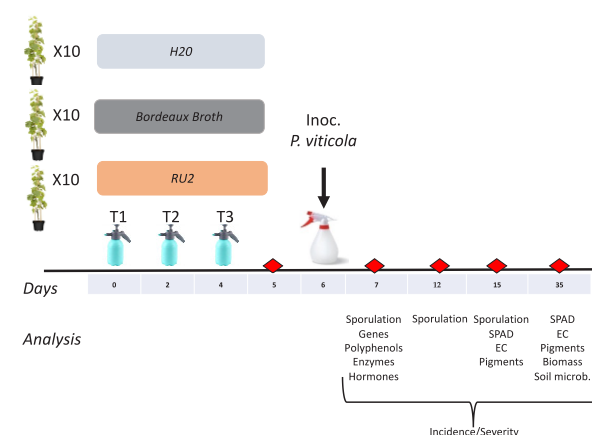 X10
H20
X10
Bordeaux Broth
X10
RU2
Inoc.
P. viticola
T1 T2 T3
Days 0 2 4 5 6 7 12 15 35
Analysis
Sporulation
Genes
Polyphenols
Enzymes
Hormones
Sporulation
Sporulation
SPAD
EC
Pigments
SPAD
EC
Pigments
Biomass
Soil microb.
Incidence/Severity